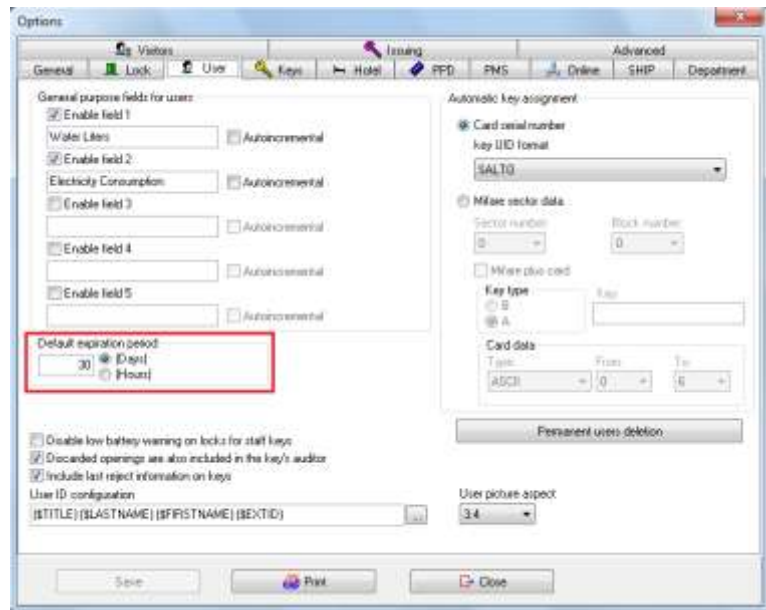 Options
Visitors Issuing Advanced
General Lock User Keys Hotel PPD PMS Online SHIP Department
General purpose fields for users
Enable field 1
Water Liters Autoincremental
Enable field 2
Electricity Consumption Autoincremental
Enable field 3
Autoincremental
Enable field 4
Autoincremental
Enable field 5
Autoincremental
Default expiration period
30 (Days)
(Hours)
Disable low battery warning on locks for staff keys
Discarded openings are also included in the key's auditor
Include last reject information on keys
User ID configuration
($TITLE) ($LASTNAME) ($FIRSTNAME) ($EXTID) ...
Automatic key assignment
Card serial number
key UID format
SALTO
Mifare sector data
Sector number Block number
0 0
Mifare plus card
Key type Key
B
A
Card data
Type From To
ASCII 0 6
Permanent users deletion
User picture aspect
3:4
Save Print Close